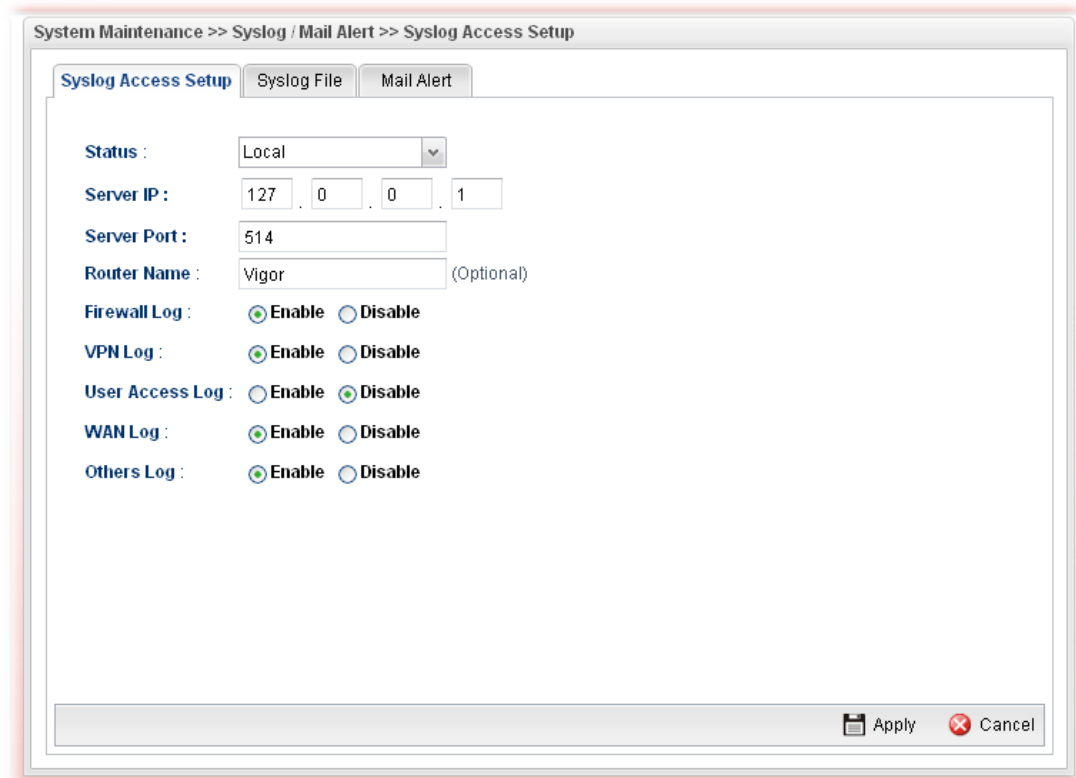 System Maintenance >> Syslog / Mail Alert >> Syslog Access Setup
Syslog Access Setup Syslog File Mail Alert
Status : Local
Server IP : 127 . 0 . 0 . 1
Server Port : 514
Router Name : Vigor (Optional)
Firewall Log : Enable Disable
VPN Log : Enable Disable
User Access Log : Enable Disable
WAN Log : Enable Disable
Others Log : Enable Disable
Apply Cancel